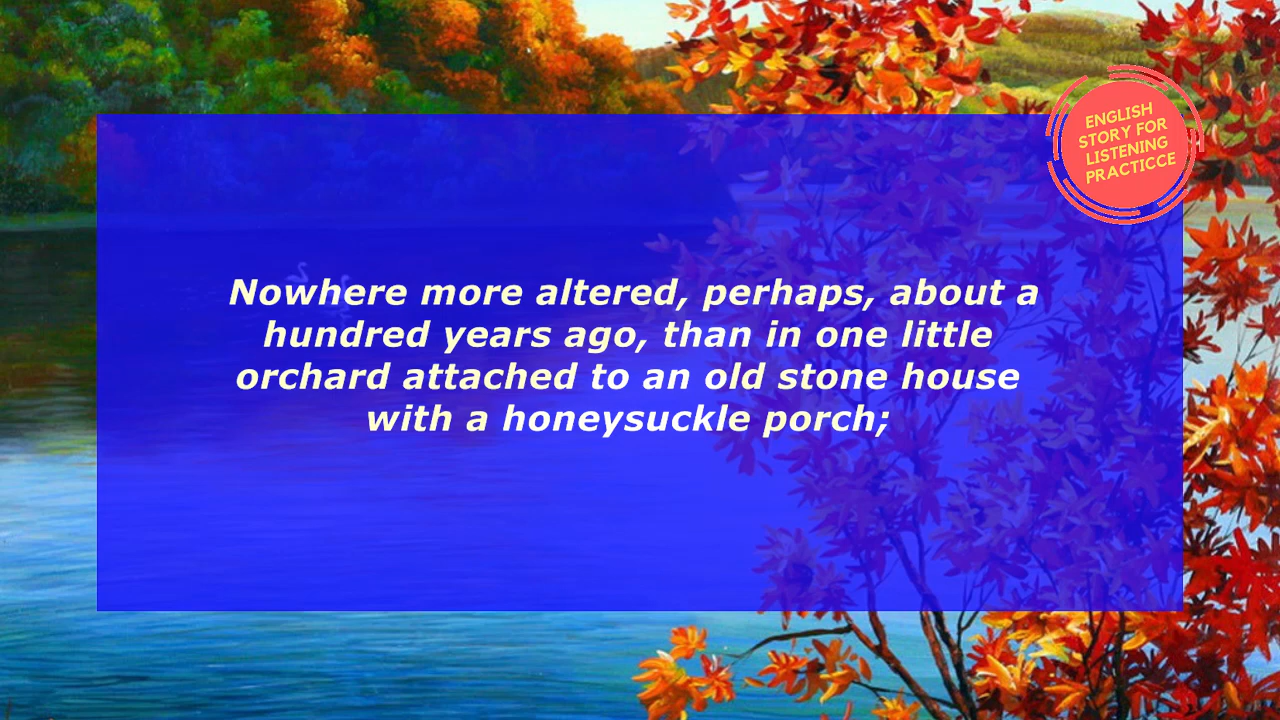 ENGLISH
STORY FOR
LISTENING
PRACTICCE
Nowhere more altered, perhaps, about a
hundred years ago, than in one little
orchard attached to an old stone house
with a honeysuckle porch;